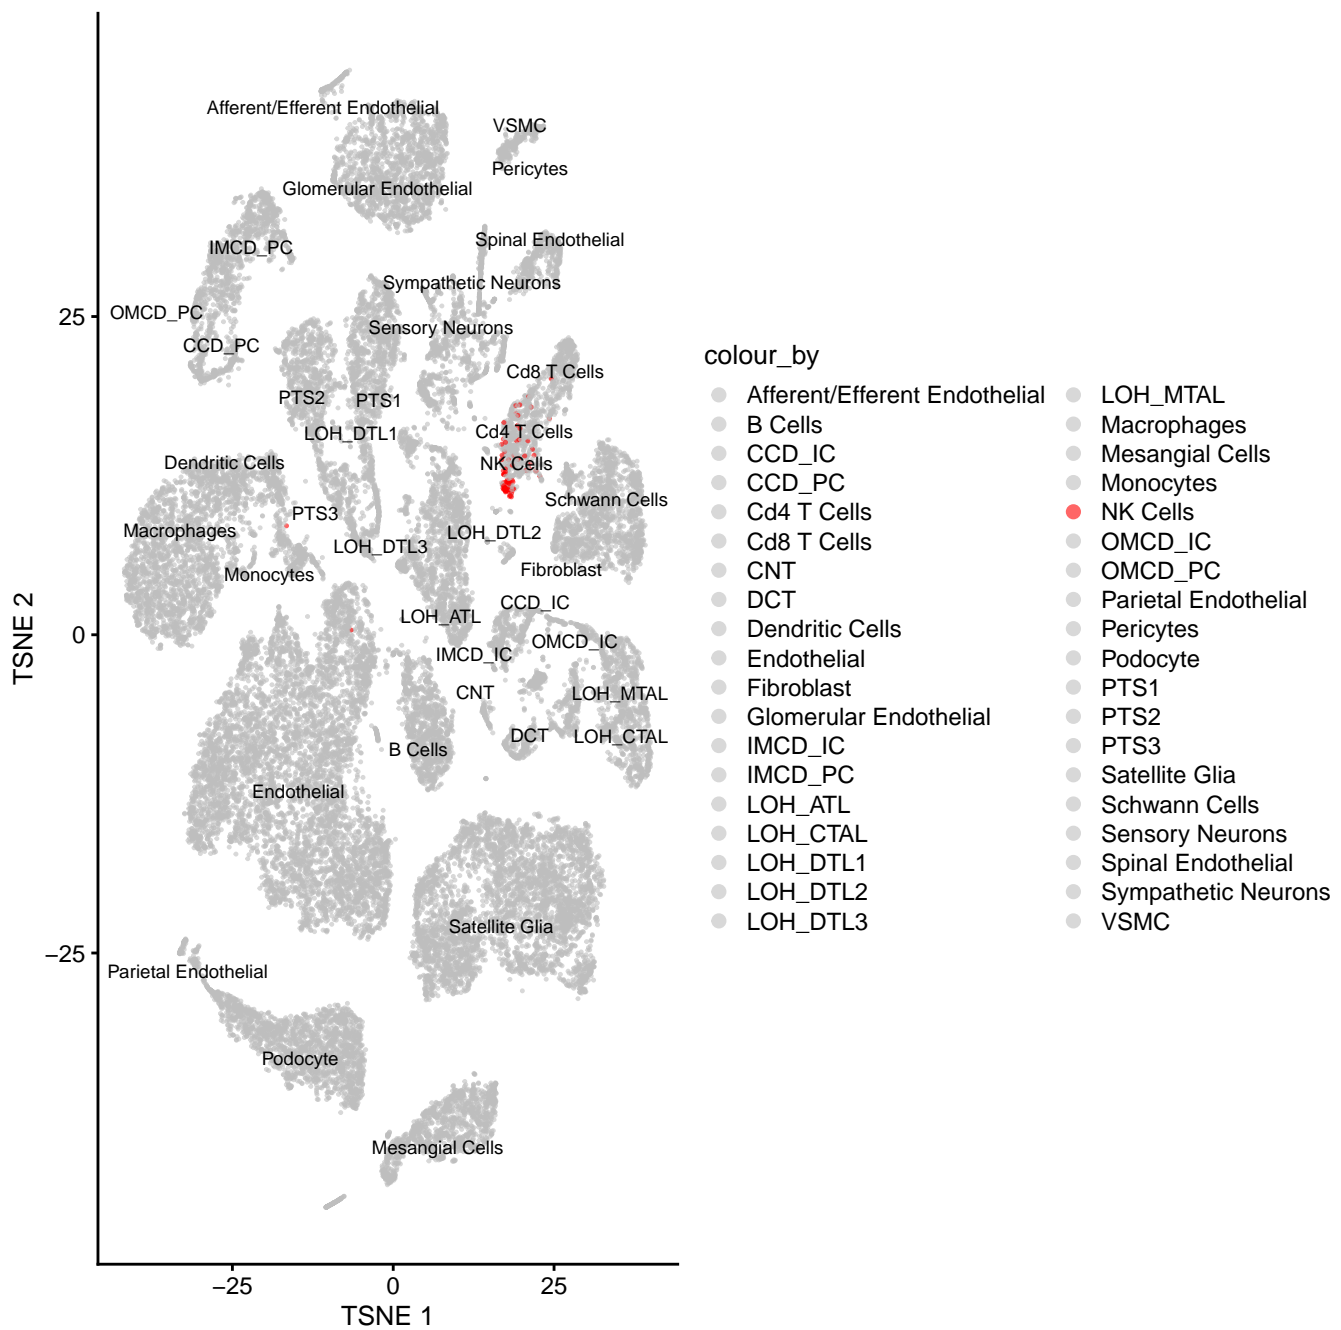 Afferent/Efferent Endothelial
VSMC
Pericytes
Glomerular Endothelial
Spinal Endothelial
IMCD_PC
Sympathetic Neurons
OMCD_PC
25
Sensory Neurons
CCD_PC
Cd8 T Cells
PTS2
PTS1
LOH_DTL1
Cd4 T Cells
Dendritic Cells
NK Cells
Schwann Cells
PTS3
Macrophages
LOH_DTL2
LOH_DTL3
Fibroblast
Monocytes
CCD_IC
LOH_ATL
0
OMCD_IC
IMCD_IC
CNT
LOH_MTAL
DCT
LOH_CTAL
B Cells
Endothelial
Satellite Glia
−25
Parietal Endothelial
Podocyte
Mesangial Cells
TSNE 2
−25
0
25
TSNE 1
colour_by
Afferent/Efferent Endothelial
B Cells
CCD_IC
CCD_PC
Cd4 T Cells
Cd8 T Cells
CNT
DCT
Dendritic Cells
Endothelial
Fibroblast
Glomerular Endothelial
IMCD_IC
IMCD_PC
LOH_ATL
LOH_CTAL
LOH_DTL1
LOH_DTL2
LOH_DTL3
LOH_MTAL
Macrophages
Mesangial Cells
Monocytes
NK Cells
OMCD_IC
OMCD_PC
Parietal Endothelial
Pericytes
Podocyte
PTS1
PTS2
PTS3
Satellite Glia
Schwann Cells
Sensory Neurons
Spinal Endothelial
Sympathetic Neurons
VSMC